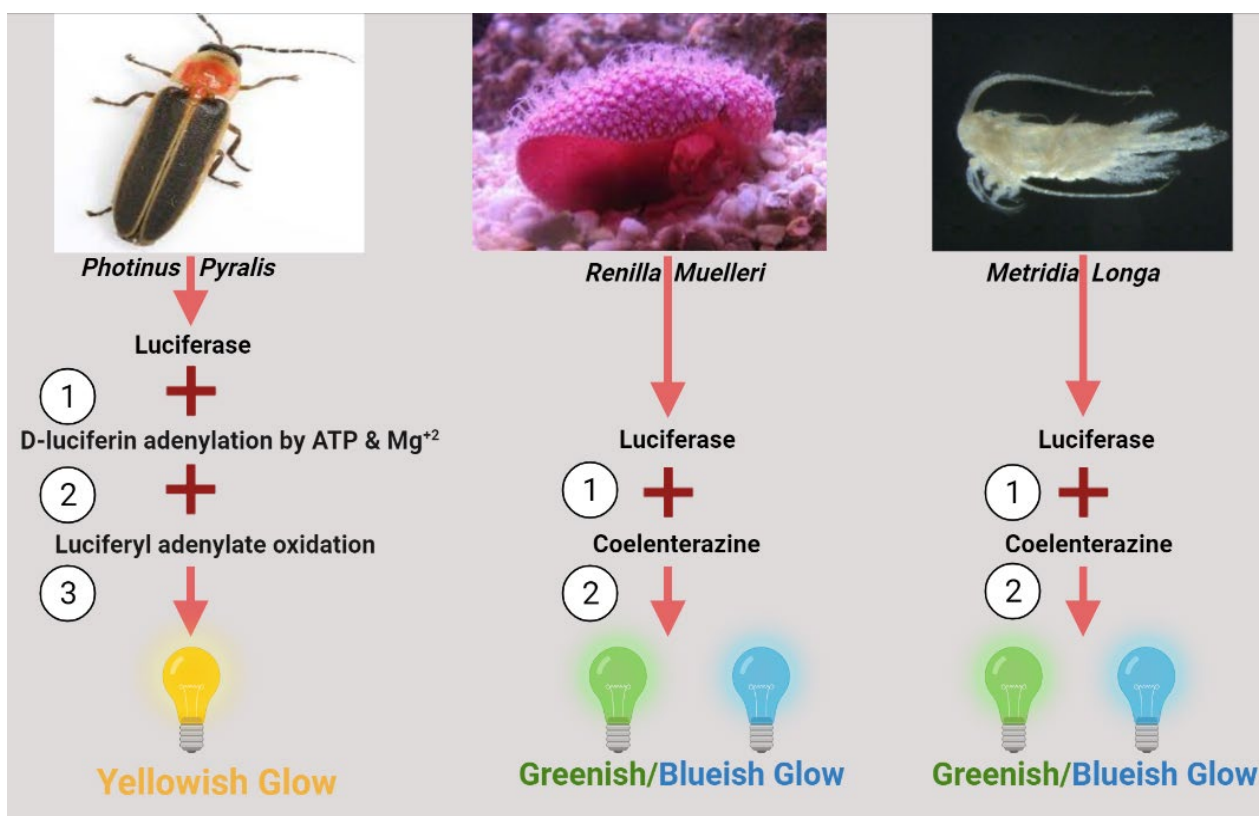 Photinus Pyralis
Luciferase
1
D-luciferin adenylation by ATP & Mg⁺²
2
Luciferyl adenylate oxidation
3
Yellowish Glow
Renilla Muelleri
Luciferase
1
Coelenterazine
2
Greenish/Blueish Glow
Metridia Longa
Luciferase
1
Coelenterazine
2
Greenish/Blueish Glow